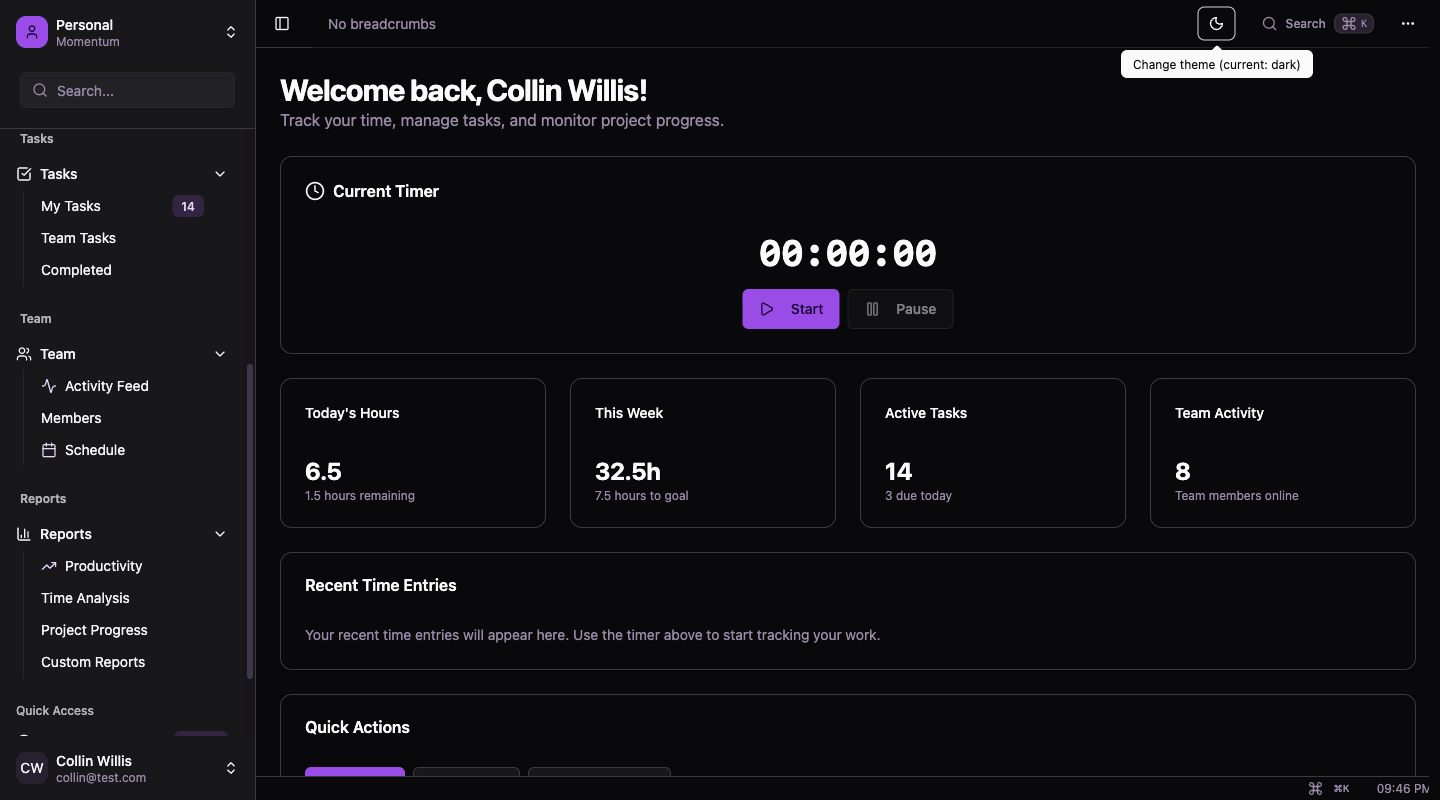 Personal
Momentum
Search...
Tasks
Tasks
My Tasks 14
Team Tasks
Completed
Team
Team
Activity Feed
Members
Schedule
Reports
Reports
Productivity
Time Analysis
Project Progress
Custom Reports
Quick Access
CW
Collin Willis
collin@test.com
No breadcrumbs
Search ⌘ K
Change theme (current: dark)
Welcome back, Collin Willis!
Track your time, manage tasks, and monitor project progress.
Current Timer
00:00:00
Start
Pause
Today's Hours
6.5
1.5 hours remaining
This Week
32.5h
7.5 hours to goal
Active Tasks
14
3 due today
Team Activity
8
Team members online
Recent Time Entries
Your recent time entries will appear here. Use the timer above to start tracking your work.
Quick Actions
⌘K
09:46 PM